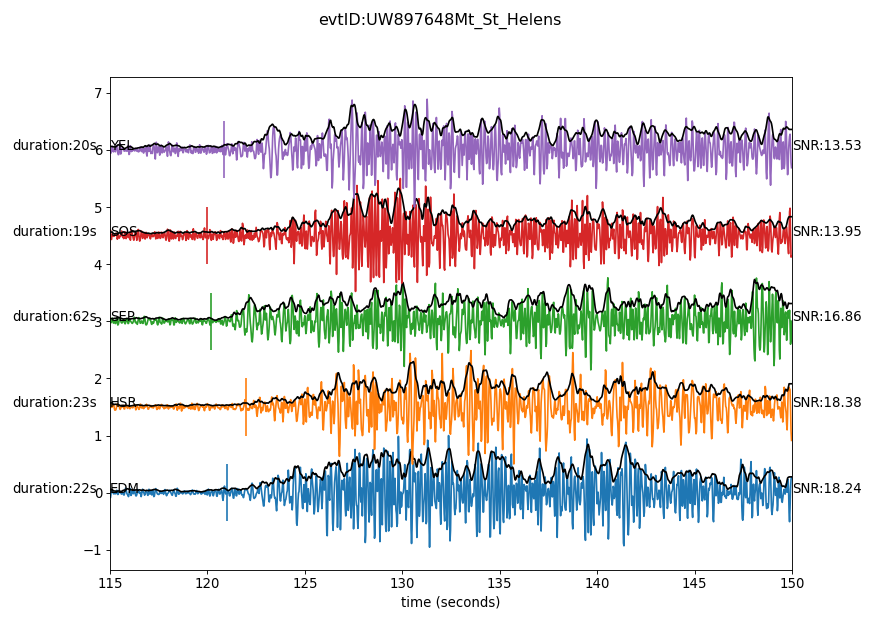 evtID:UW897648Mt_St_Helens
7
duration:20s YEL 6 SNR:13.53
5
duration:19s SOS SNR:13.95
4
duration:62s SEP 3 SNR:16.86
2
duration:23s HSR SNR:18.38
1
duration:22s EDM 0 SNR:18.24
−1
115 120 125 130 135 140 145 150
time (seconds)